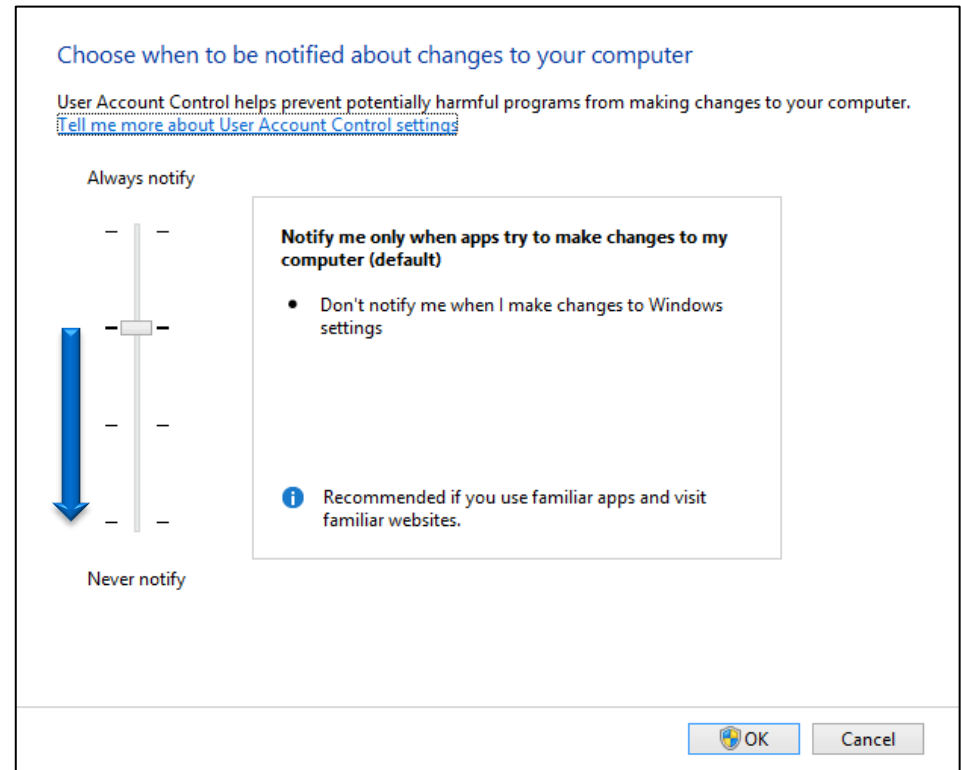 Choose when to be notified about changes to your computer
User Account Control helps prevent potentially harmful programs from making changes to your computer.
Tell me more about User Account Control settings
Always notify
Notify me only when apps try to make changes to my
computer (default)
• Don't notify me when I make changes to Windows
settings
Recommended if you use familiar apps and visit
familiar websites.
Never notify
OK Cancel